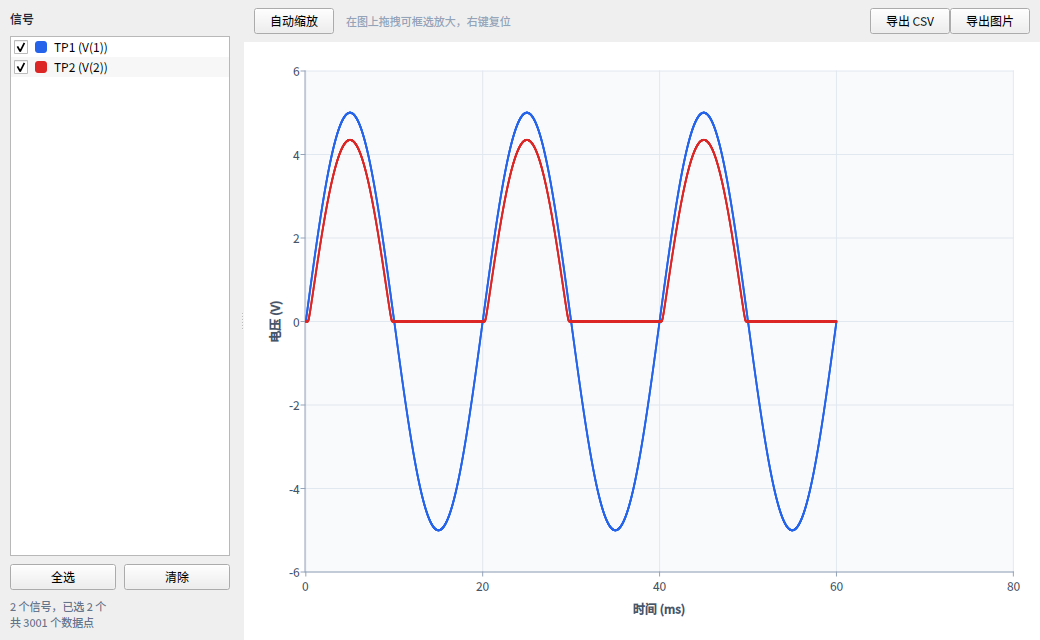 信号
TP1 (V(1))
TP2 (V(2))
全选
清除
2 个信号，已选 2 个
共 3001 个数据点
自动缩放
在图上拖拽可框选放大，右键复位
导出 CSV
导出图片
电压 (V)
6
4
2
0
-2
-4
-6
0
20
40
60
80
时间 (ms)